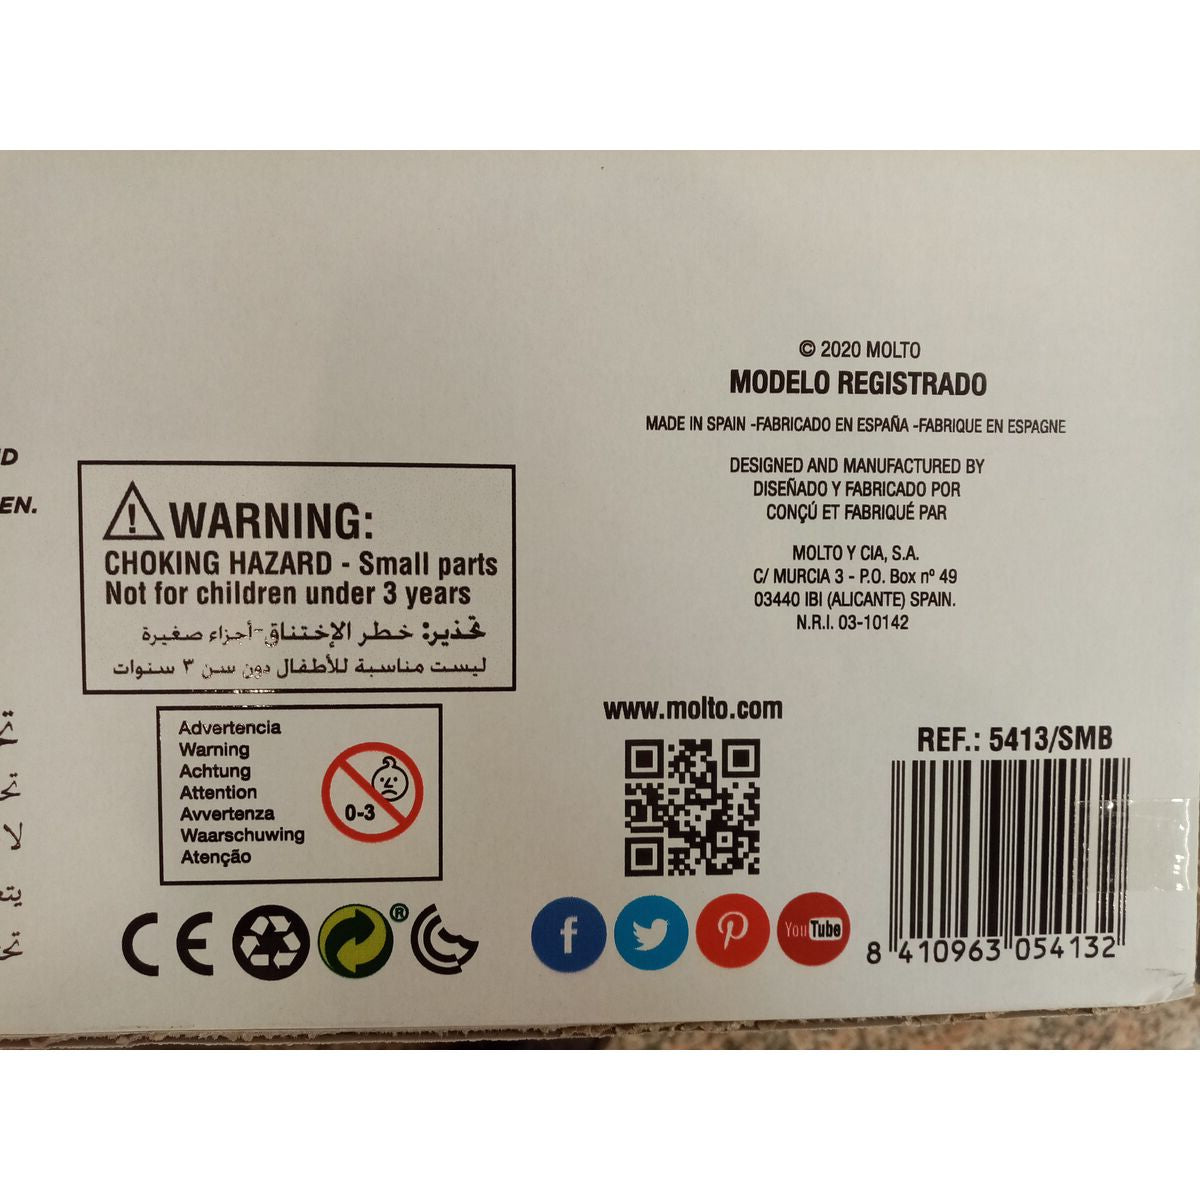 D
EN.
WARNING:
CHOKING HAZARD - Small parts
Not for children under 3 years
تحذير: خطر الإختناق-أجزاء صغيرة
ليست مناسبة للأطفال دون سن ٣ سنوات
Advertencia
Warning
Achtung
Attention
Avvertenza
Waarschuwing
Atenção
0-3
CE
®
© 2020 MOLTO
MODELO REGISTRADO
MADE IN SPAIN -FABRICADO EN ESPAÑA -FABRIQUE EN ESPAGNE
DESIGNED AND MANUFACTURED BY
DISEÑADO Y FABRICADO POR
CONÇÚ ET FABRIQUÉ PAR
MOLTO Y CIA, S.A.
C/ MURCIA 3 - P.O. Box nº 49
03440 IBI (ALICANTE) SPAIN.
N.R.I. 03-10142
www.molto.com
YouTube
REF.: 5413/SMB
8 410963 054132